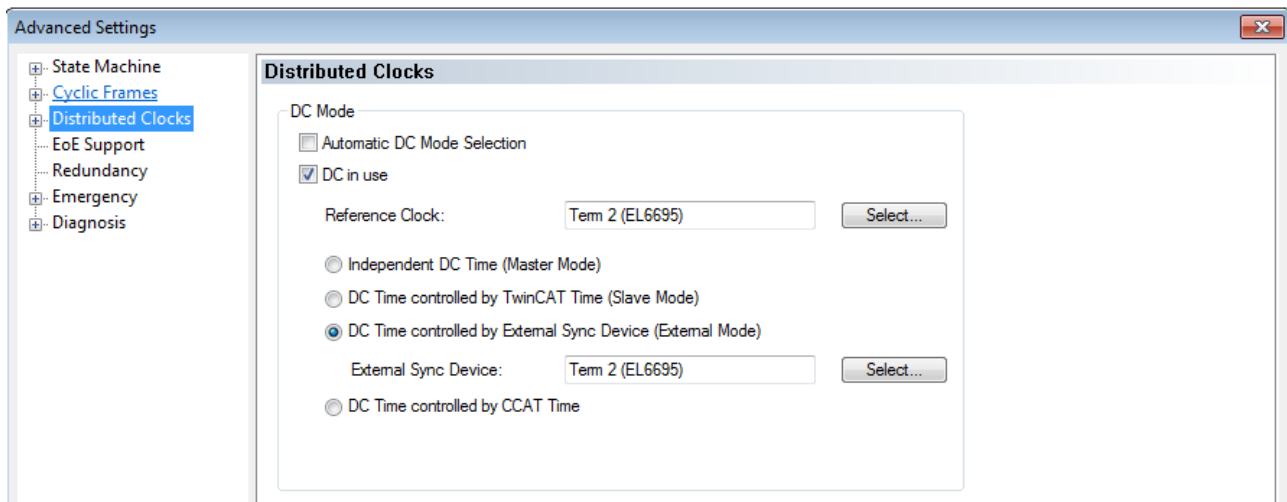 Advanced Settings
State Machine
Cyclic Frames
Distributed Clocks
EoE Support
Redundancy
Emergency
Diagnosis
Distributed Clocks
DC Mode
Automatic DC Mode Selection
DC in use
Reference Clock: Term 2 (EL6695) Select...
Independent DC Time (Master Mode)
DC Time controlled by TwinCAT Time (Slave Mode)
DC Time controlled by External Sync Device (External Mode)
External Sync Device: Term 2 (EL6695) Select...
DC Time controlled by CCAT Time